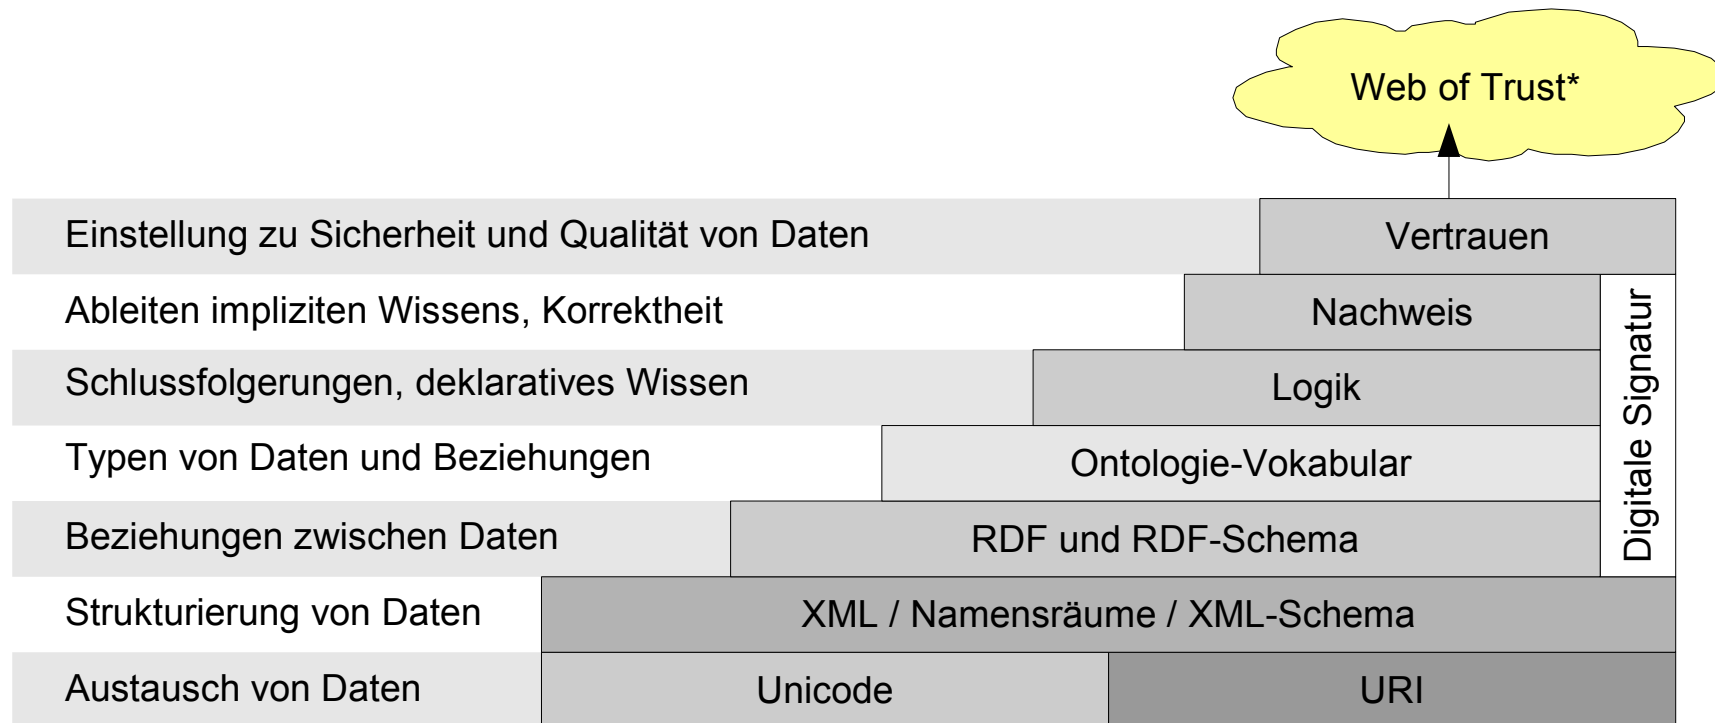 Web of Trust*
Einstellung zu Sicherheit und Qualität von Daten
Vertrauen
Ableiten impliziten Wissens, Korrektheit
Nachweis
Schlussfolgerungen, deklaratives Wissen
Logik
Typen von Daten und Beziehungen
Ontologie-Vokabular
Beziehungen zwischen Daten
RDF und RDF-Schema
Digitale Signatur
Strukturierung von Daten
XML / Namensräume / XML-Schema
Austausch von Daten
Unicode
URI